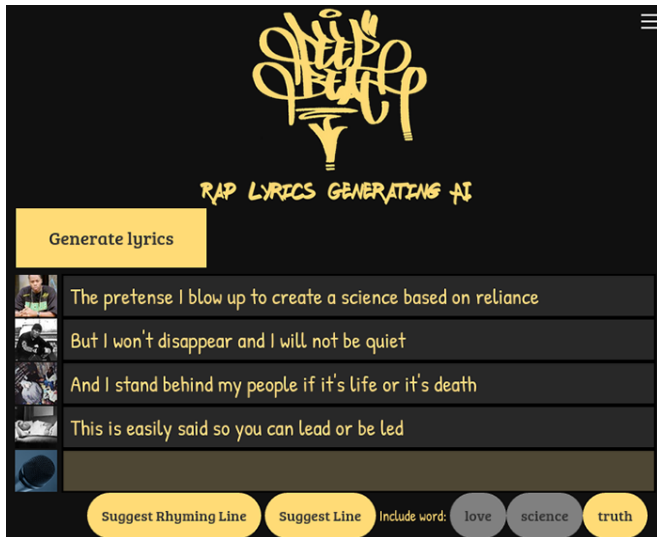 DEEP
BEAT
RAP LYRICS GENERATING AI
Generate lyrics
The pretense I blow up to create a science based on reliance
But I won't disappear and I will not be quiet
And I stand behind my people if it's life or it's death
This is easily said so you can lead or be led
Suggest Rhyming Line Suggest Line Include word: love science truth